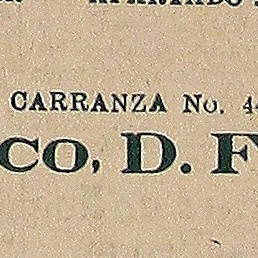 CARRANZA No. 4
CO, D. F